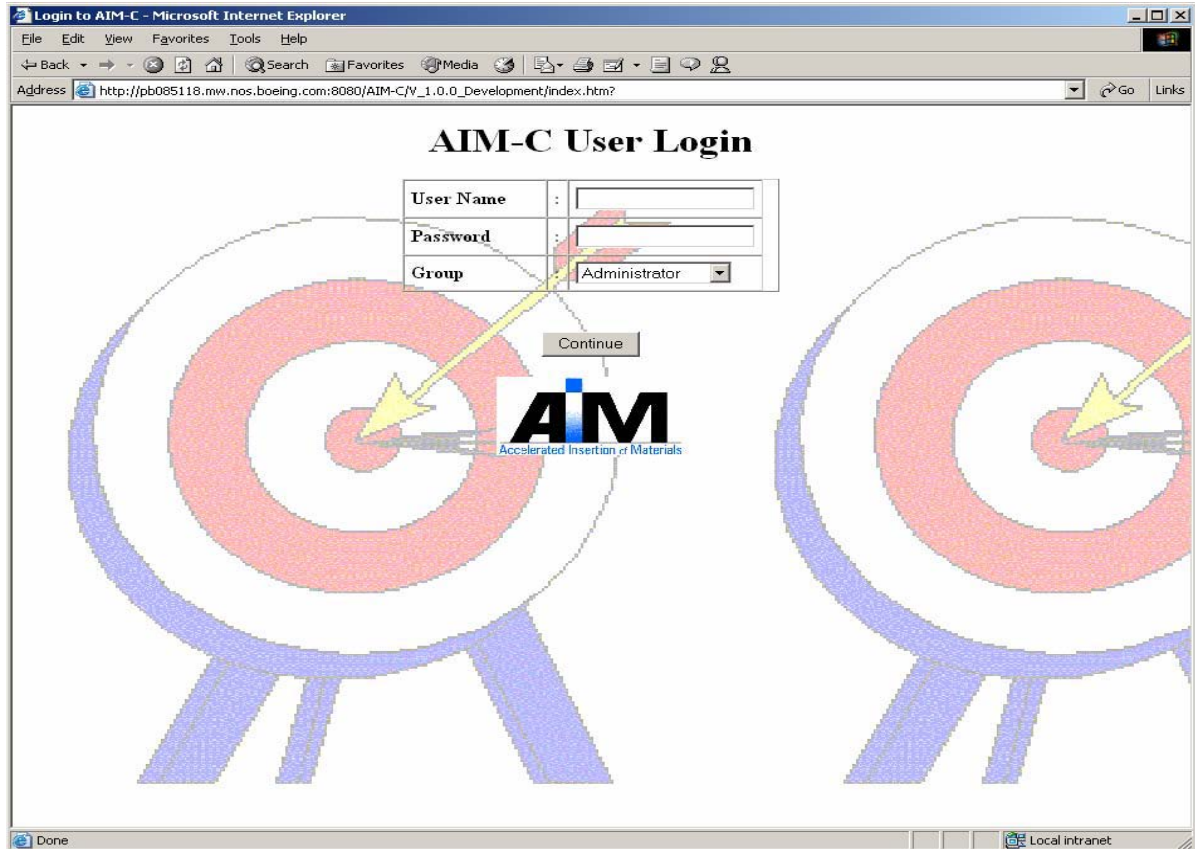 Login to AIM-C - Microsoft Internet Explorer
File Edit View Favorites Tools Help
Back Search Favorites Media
Address http://pb085118.mw.nos.boeing.com:8080/AIM-C/V_1.0.0_Development/index.htm? Go Links
AIM-C User Login
User Name :
Password :
Group : Administrator
Continue
AiM
Accelerated Insertion of Materials
Done Local intranet